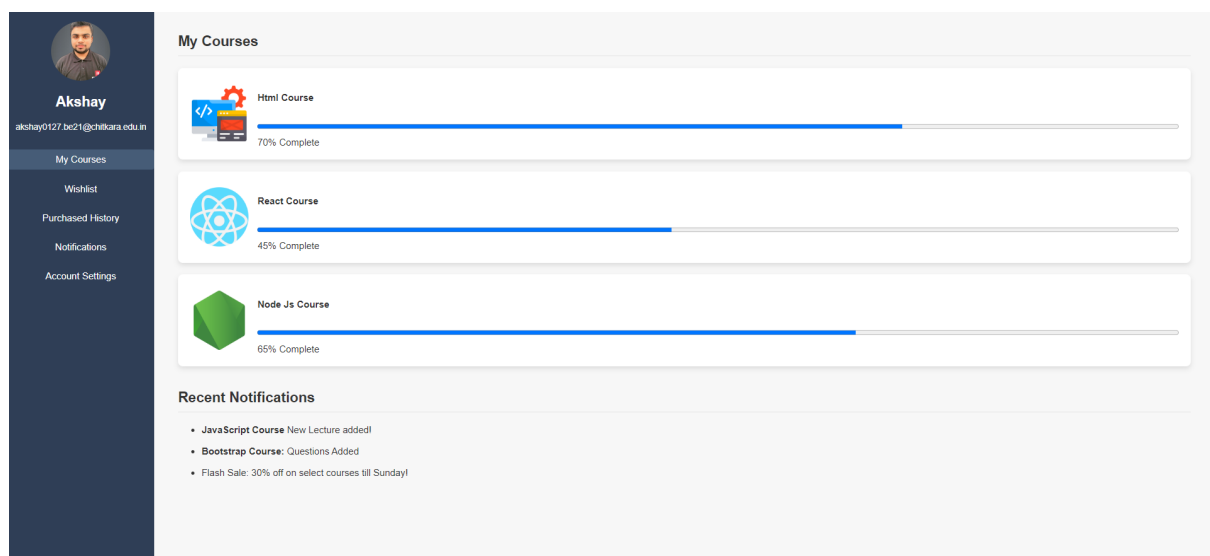 Akshay
akshay0127.be21@chitkara.edu.in
My Courses
Wishlist
Purchased History
Notifications
Account Settings
My Courses
</>
Html Course
70% Complete
React Course
45% Complete
Node Js Course
65% Complete
Recent Notifications
• JavaScript Course New Lecture added!
• Bootstrap Course: Questions Added
• Flash Sale: 30% off on select courses till Sunday!